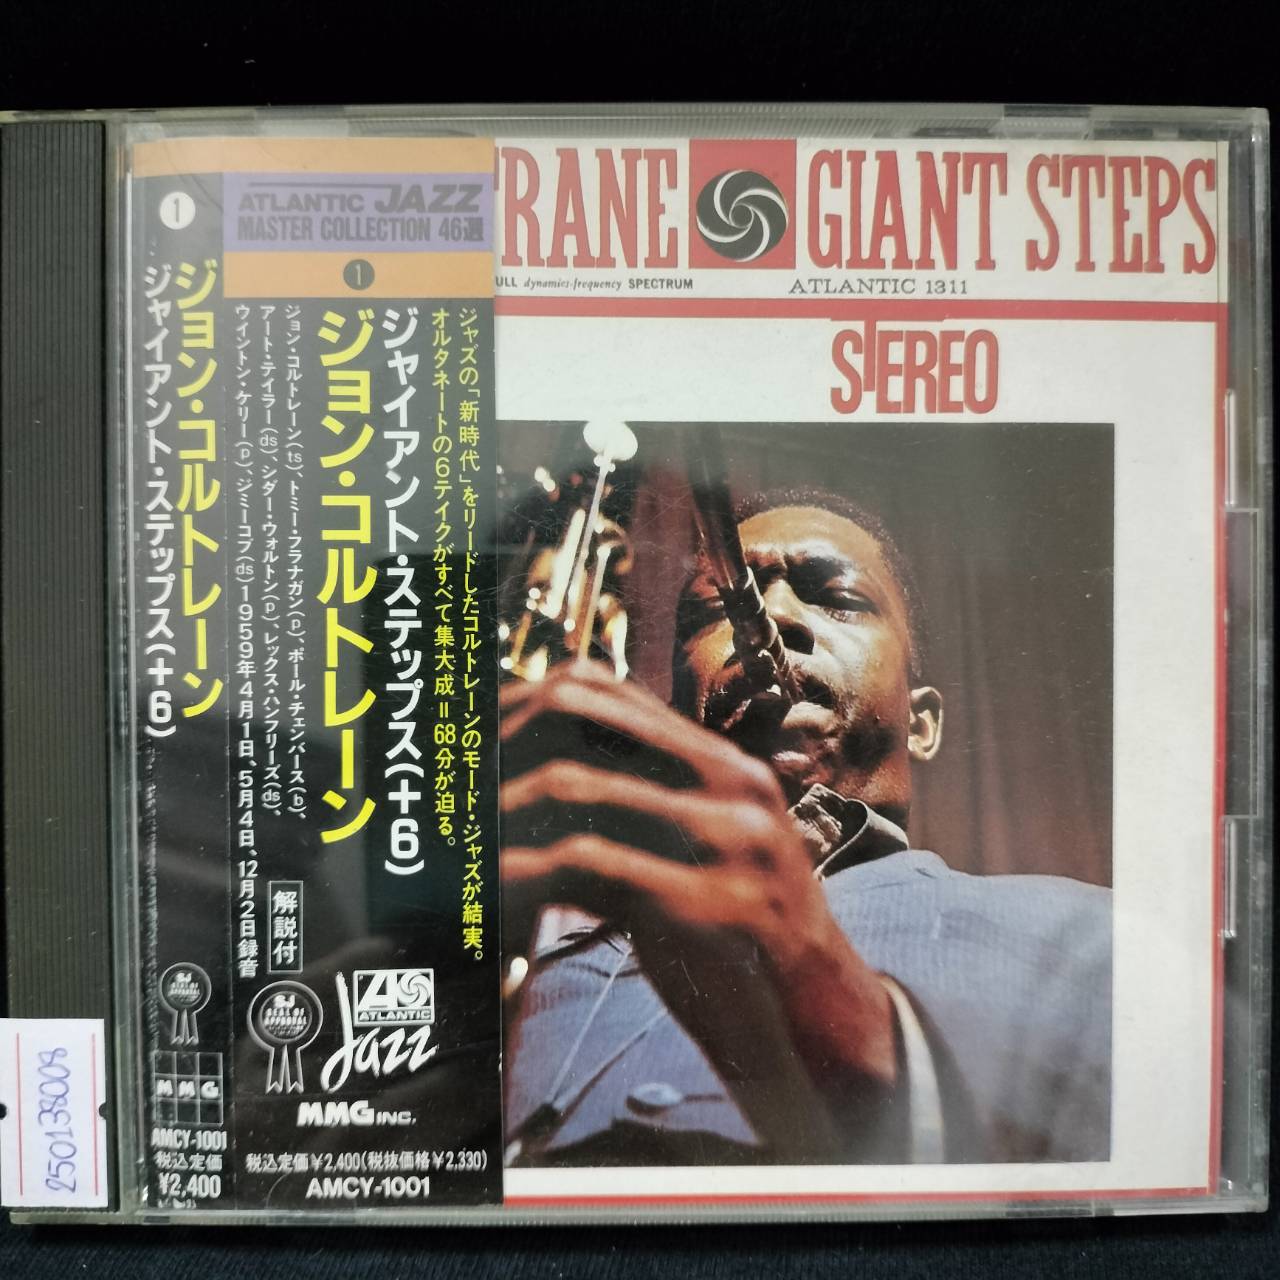 1
ジョン・コルトレーン
ジャイアント・ステップス(+6)
SJ
SEAL OF
APPROVAL
MMG
AMCY-1001
税込定価
¥2,400
ATLANTIC JAZZ
MASTER COLLECTION 46選
1
ジャズの「新時代」をリードしたコルトレーンのモード・ジャズが結実。
オルタネートの6テイクがすべて集大成=68分が迫る。
ジャイアント・ステップス(+6)
ジョン・コルトレーン
ジョン・コルトレーン(ts)、トミー・フラナガン(p)、ポール・チェンバース(b)、
アート・テイラー(ds)、シダー・ウォルトン(p)、レックス・ハンフリーズ(ds)、
ウイントン・ケリー(p)、ジミーコブ(ds)1959年4月1日、5月4日、12月2日録音
解説付
SJ
SEAL OF
APPROVAL
ATLANTIC
Jazz
MMG INC.
税込定価¥2,400(税抜価格¥2,330)
AMCY-1001
TRANE
GIANT STEPS
ULL dynamics-frequency SPECTRUM
ATLANTIC 1311
STEREO
250138008